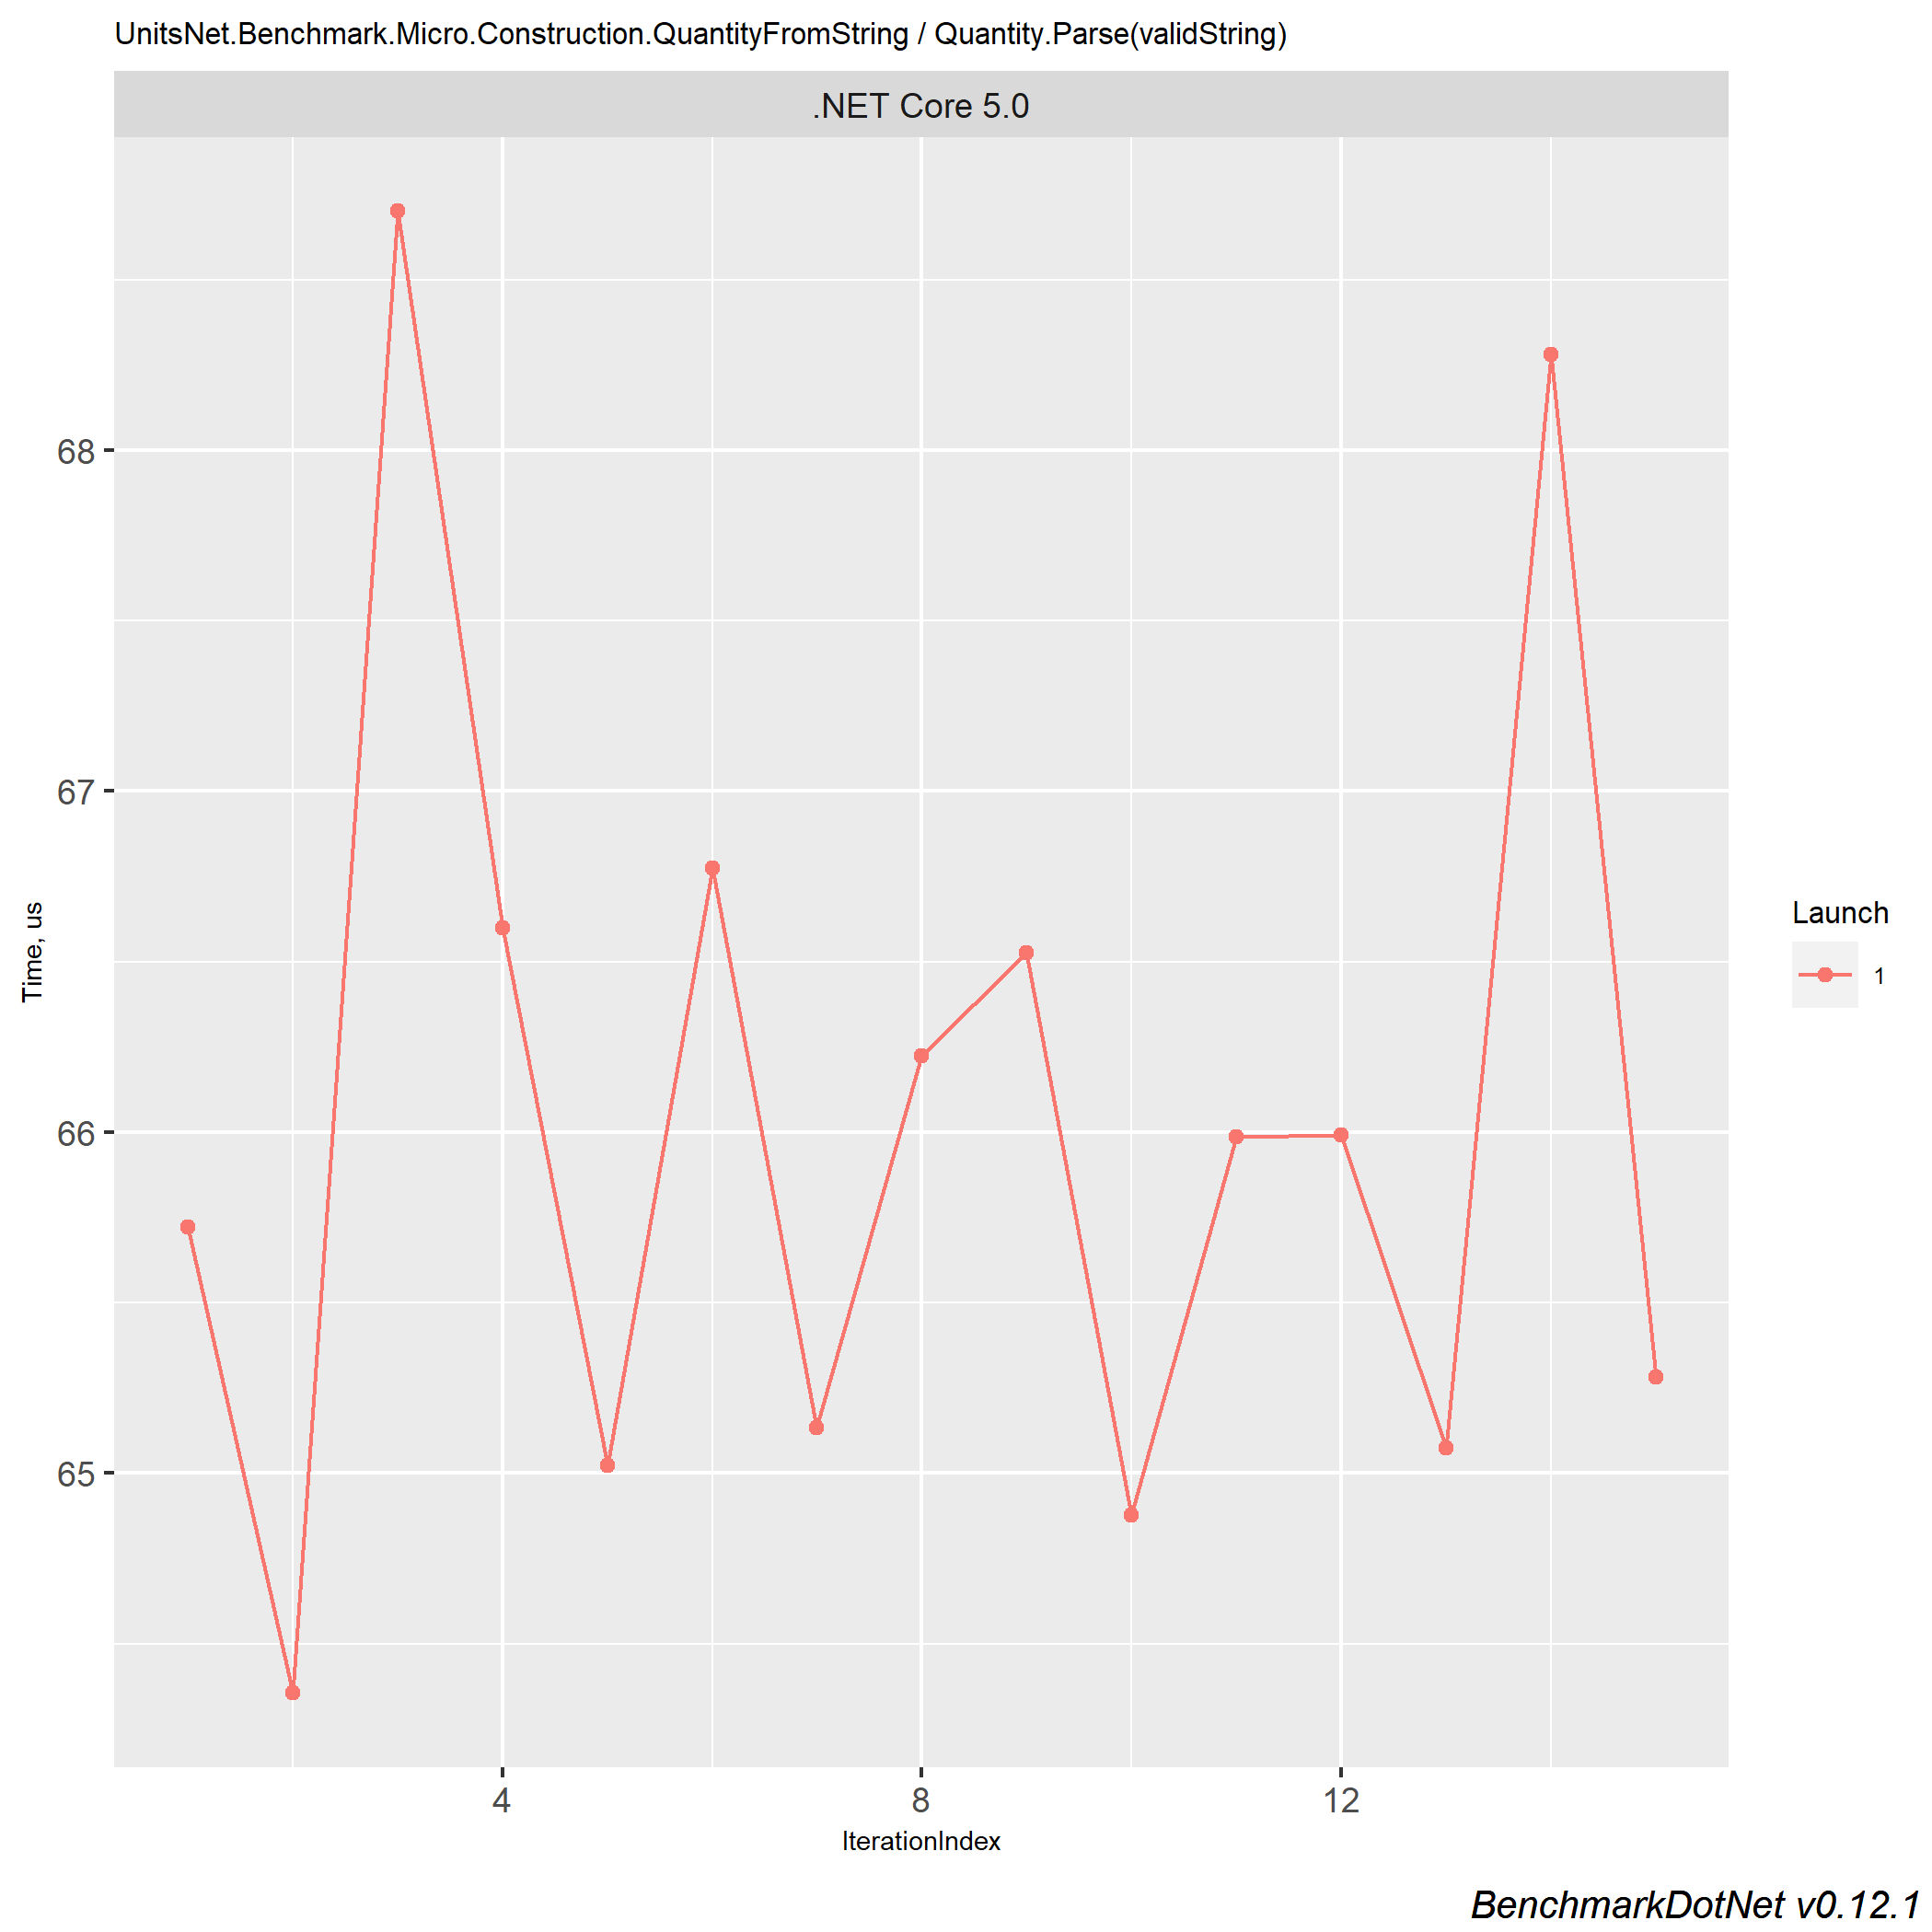 UnitsNet.Benchmark.Micro.Construction.QuantityFromString / Quantity.Parse(validString)
.NET Core 5.0
68
67
66
65
Time, us
4 8 12
IterationIndex
Launch
1
BenchmarkDotNet v0.12.1